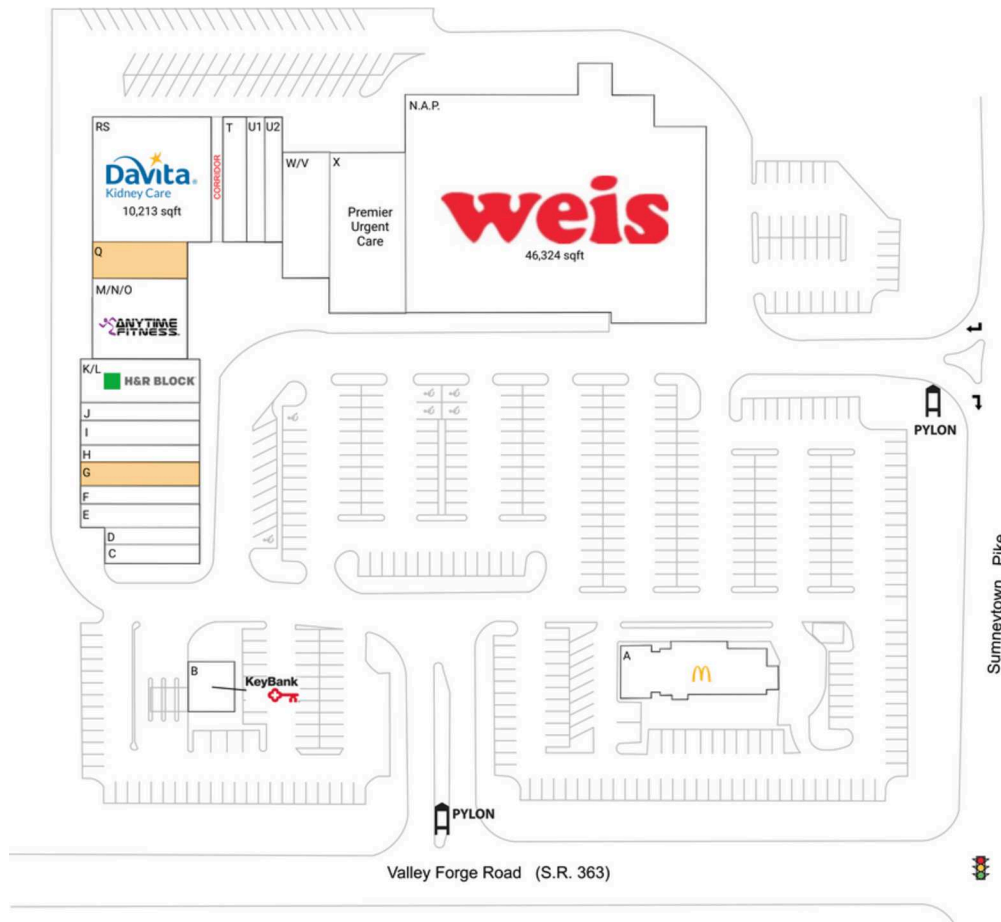 N.A.P.
weis
46,324 sqft
RS
DaVita
Kidney Care
10,213 sqft
CORRIDOR
T
U1
U2
W/V
X
Premier
Urgent
Care
Q
M/N/O
ANYTIME
FITNESS
K/L
H&R BLOCK
J
I
H
G
F
E
D
C
PYLON
Sumneytown Pike
B
KeyBank
A
PYLON
Valley Forge Road (S.R. 363)